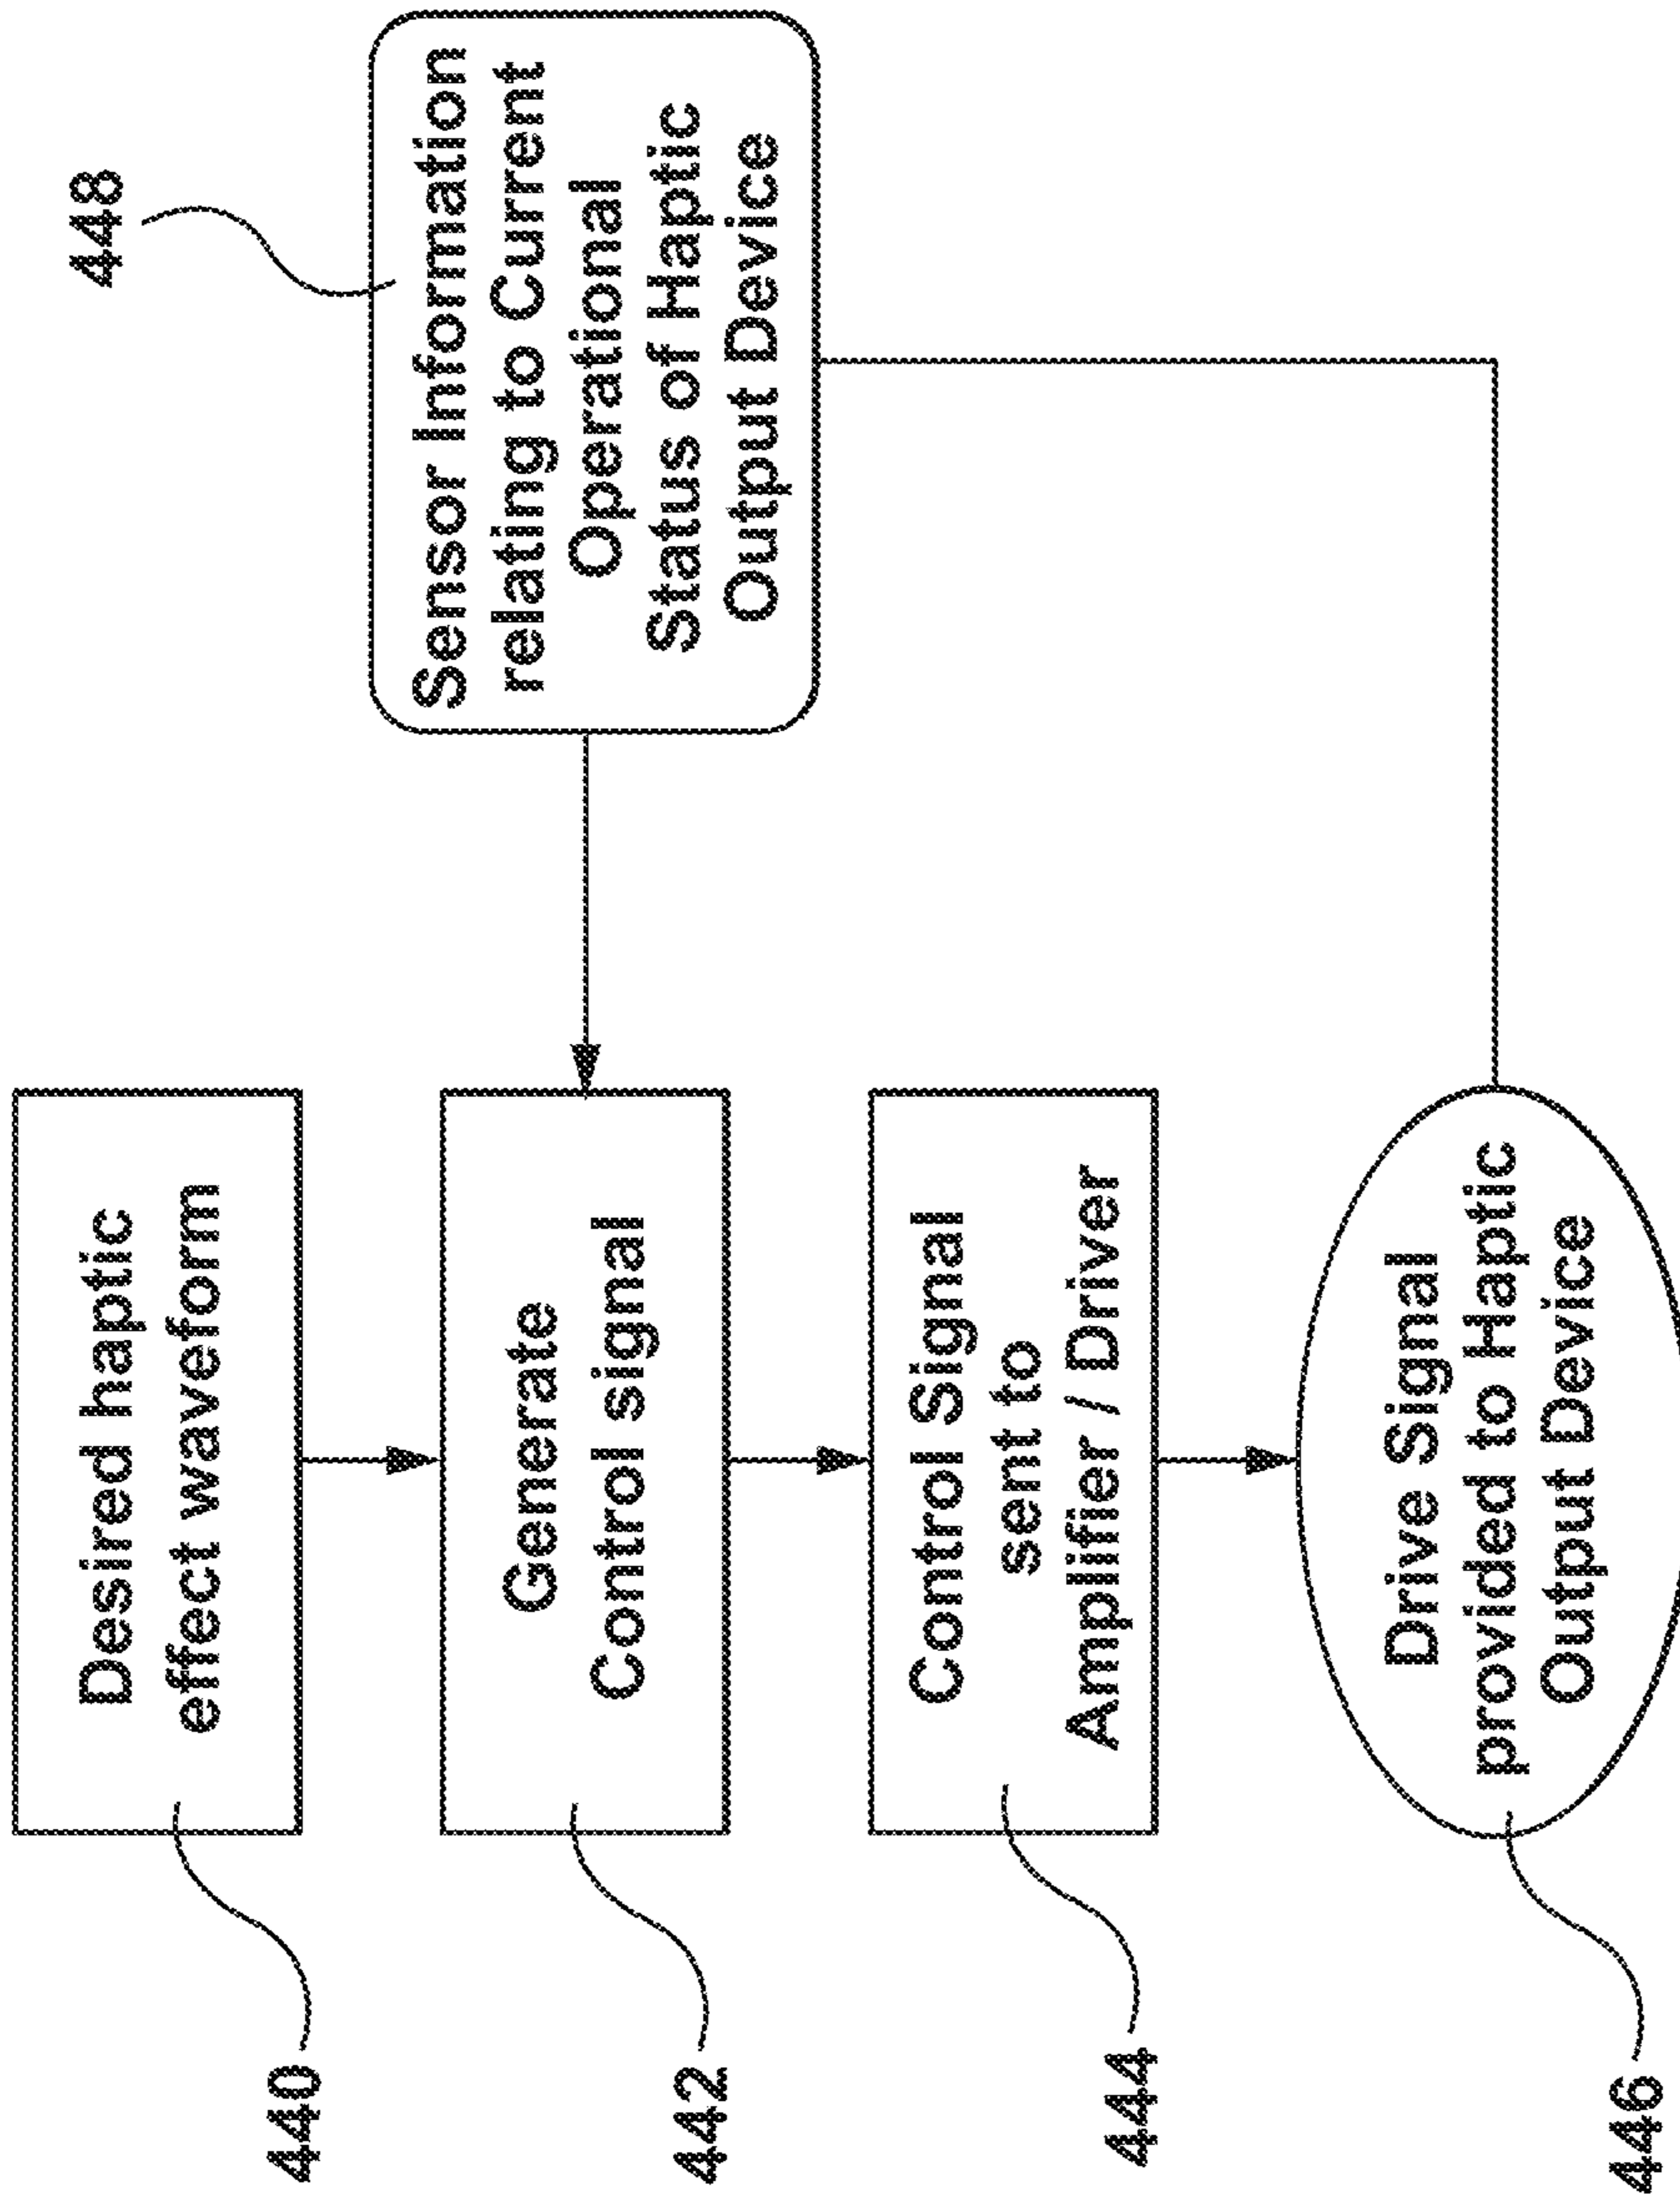 440
Desired haptic
effect waveform
442
Generate
Control signal
444
Control Signal
sent to
Amplifier / Driver
446
Drive Signal
provided to Haptic
Output Device
448
Sensor Information
relating to Current
Operational
Status of Haptic
Output Device